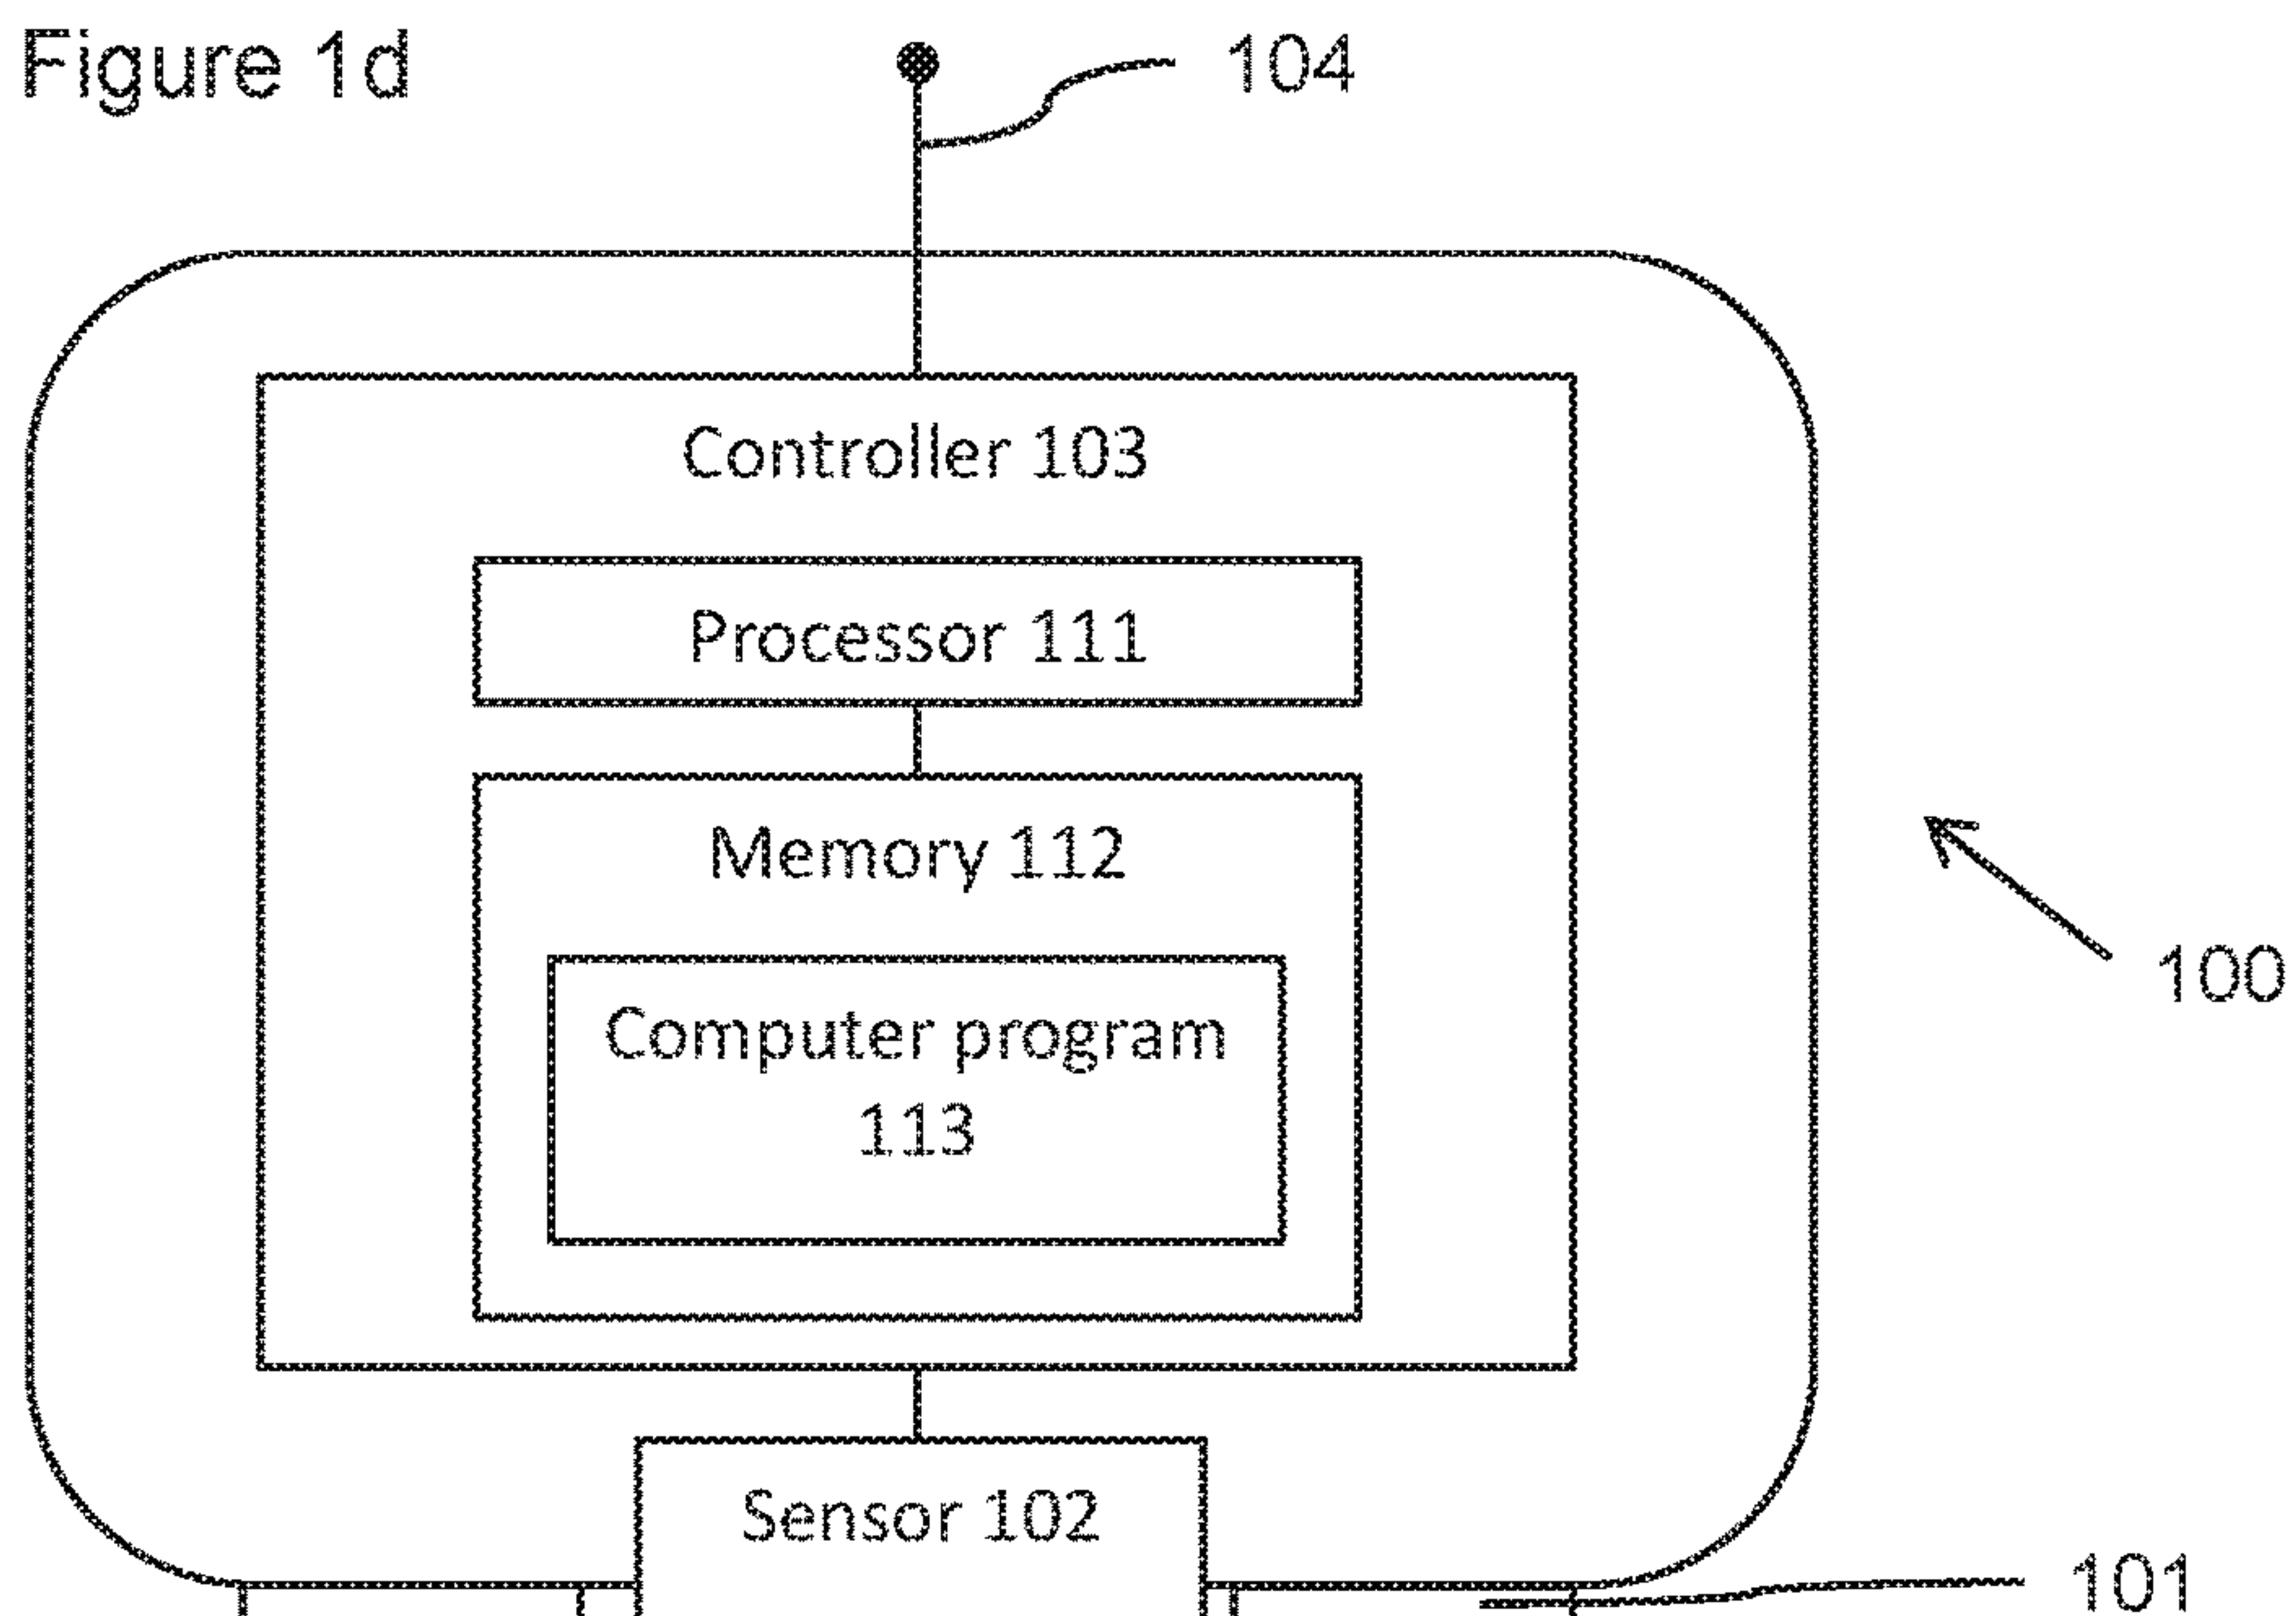 Figure 1d
104
Controller 103
Processor 111
Memory 112
100
Computer program
113
Sensor 102
101